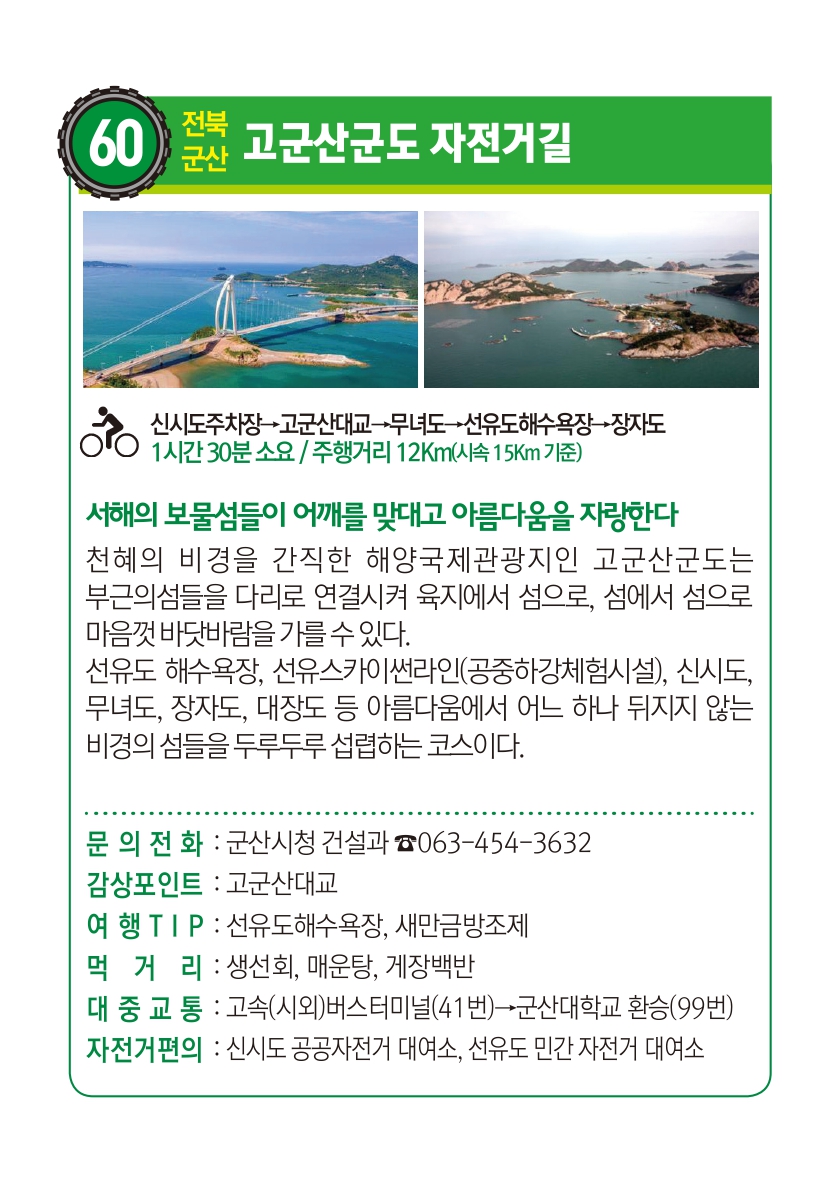 60 전북 군산 고군산군도 자전거길
신시도주차장→고군산대교→무녀도→선유도해수욕장→장자도
1시간 30분 소요 / 주행거리 12Km(시속 15Km 기준)
서해의 보물섬들이 어깨를 맞대고 아름다움을 자랑한다
천혜의 비경을 간직한 해양국제관광지인 고군산군도는
부근의섬들을 다리로 연결시켜 육지에서 섬으로, 섬에서 섬으로
마음껏 바닷바람을 가를 수 있다.
선유도 해수욕장, 선유스카이썬라인(공중하강체험시설), 신시도,
무녀도, 장자도, 대장도 등 아름다움에서 어느 하나 뒤지지 않는
비경의 섬들을 두루두루 섭렵하는 코스이다.
문의전화 : 군산시청 건설과 ☎063-454-3632
감상포인트 : 고군산대교
여행TIP : 선유도해수욕장, 새만금방조제
먹거리 : 생선회, 매운탕, 게장백반
대중교통 : 고속(시외)버스터미널(41번)→군산대학교 환승(99번)
자전거편의 : 신시도 공공자전거 대여소, 선유도 민간 자전거 대여소